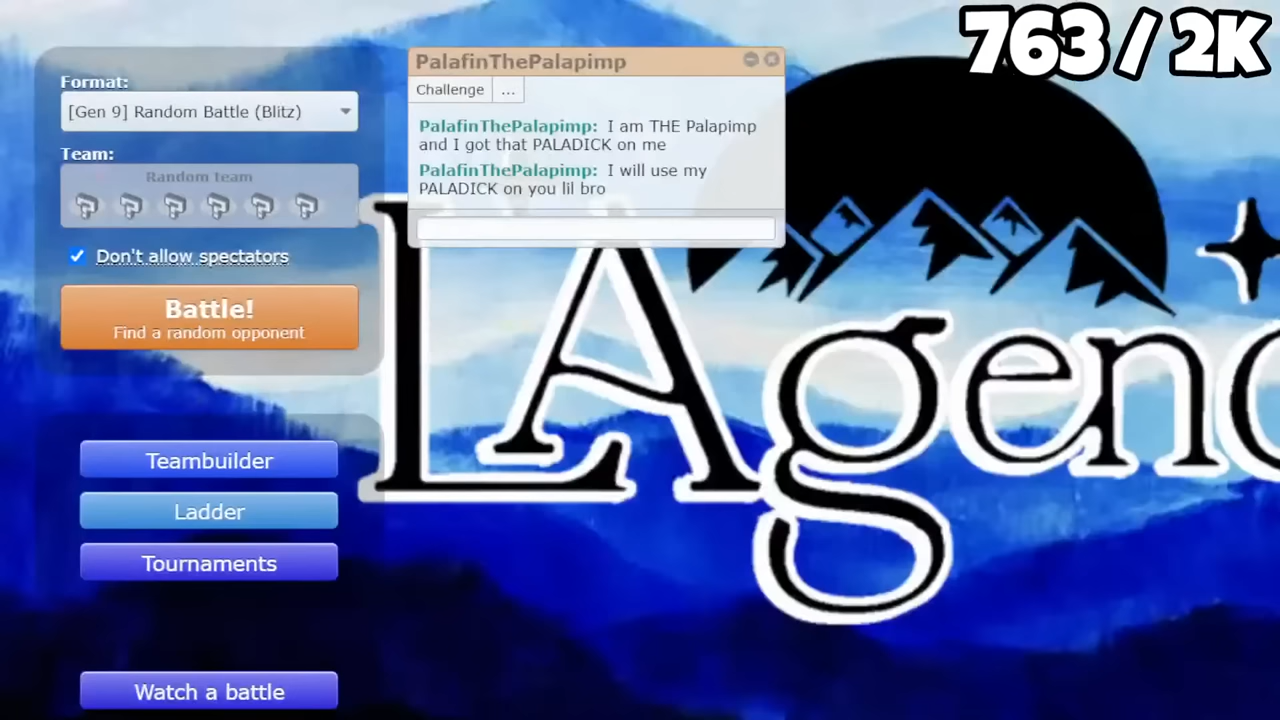 763 / 2K
Format:
[Gen 9] Random Battle (Blitz)
Team:
Random team
Don't allow spectators
Battle!
Find a random opponent
Teambuilder
Ladder
Tournaments
Watch a battle
PalafinThePalapimp
Challenge
...
PalafinThePalapimp: I am THE Palapimp
and I got that PALADICK on me
PalafinThePalapimp: I will use my
PALADICK on you lil bro
LAgen